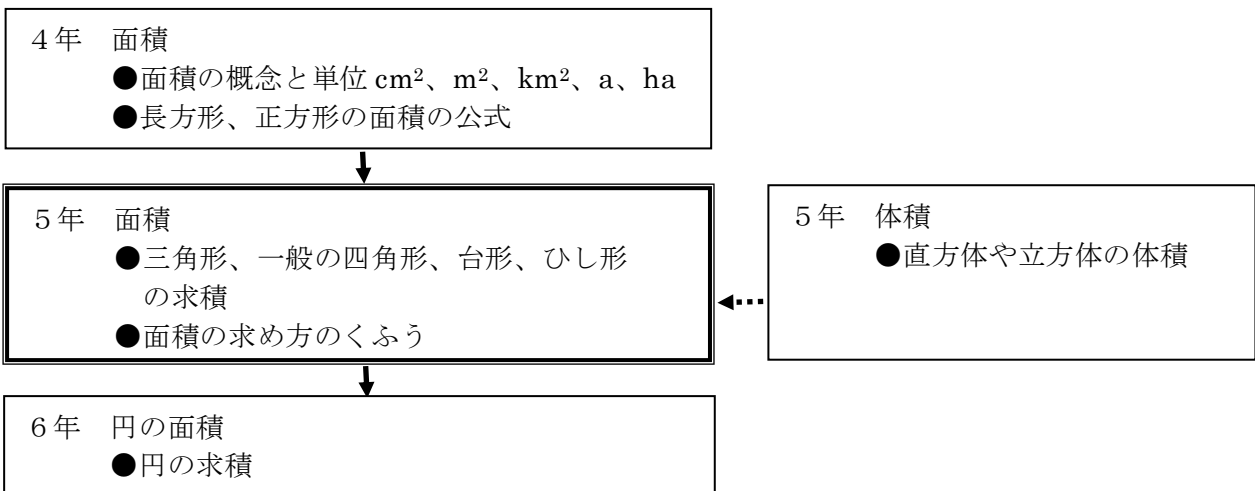 ４年　面積
●面積の概念と単位 cm²、m²、km²、a、ha
●長方形、正方形の面積の公式
５年　面積
●三角形、一般の四角形、台形、ひし形
の求積
●面積の求め方のくふう
５年　体積
●直方体や立方体の体積
６年　円の面積
●円の求積